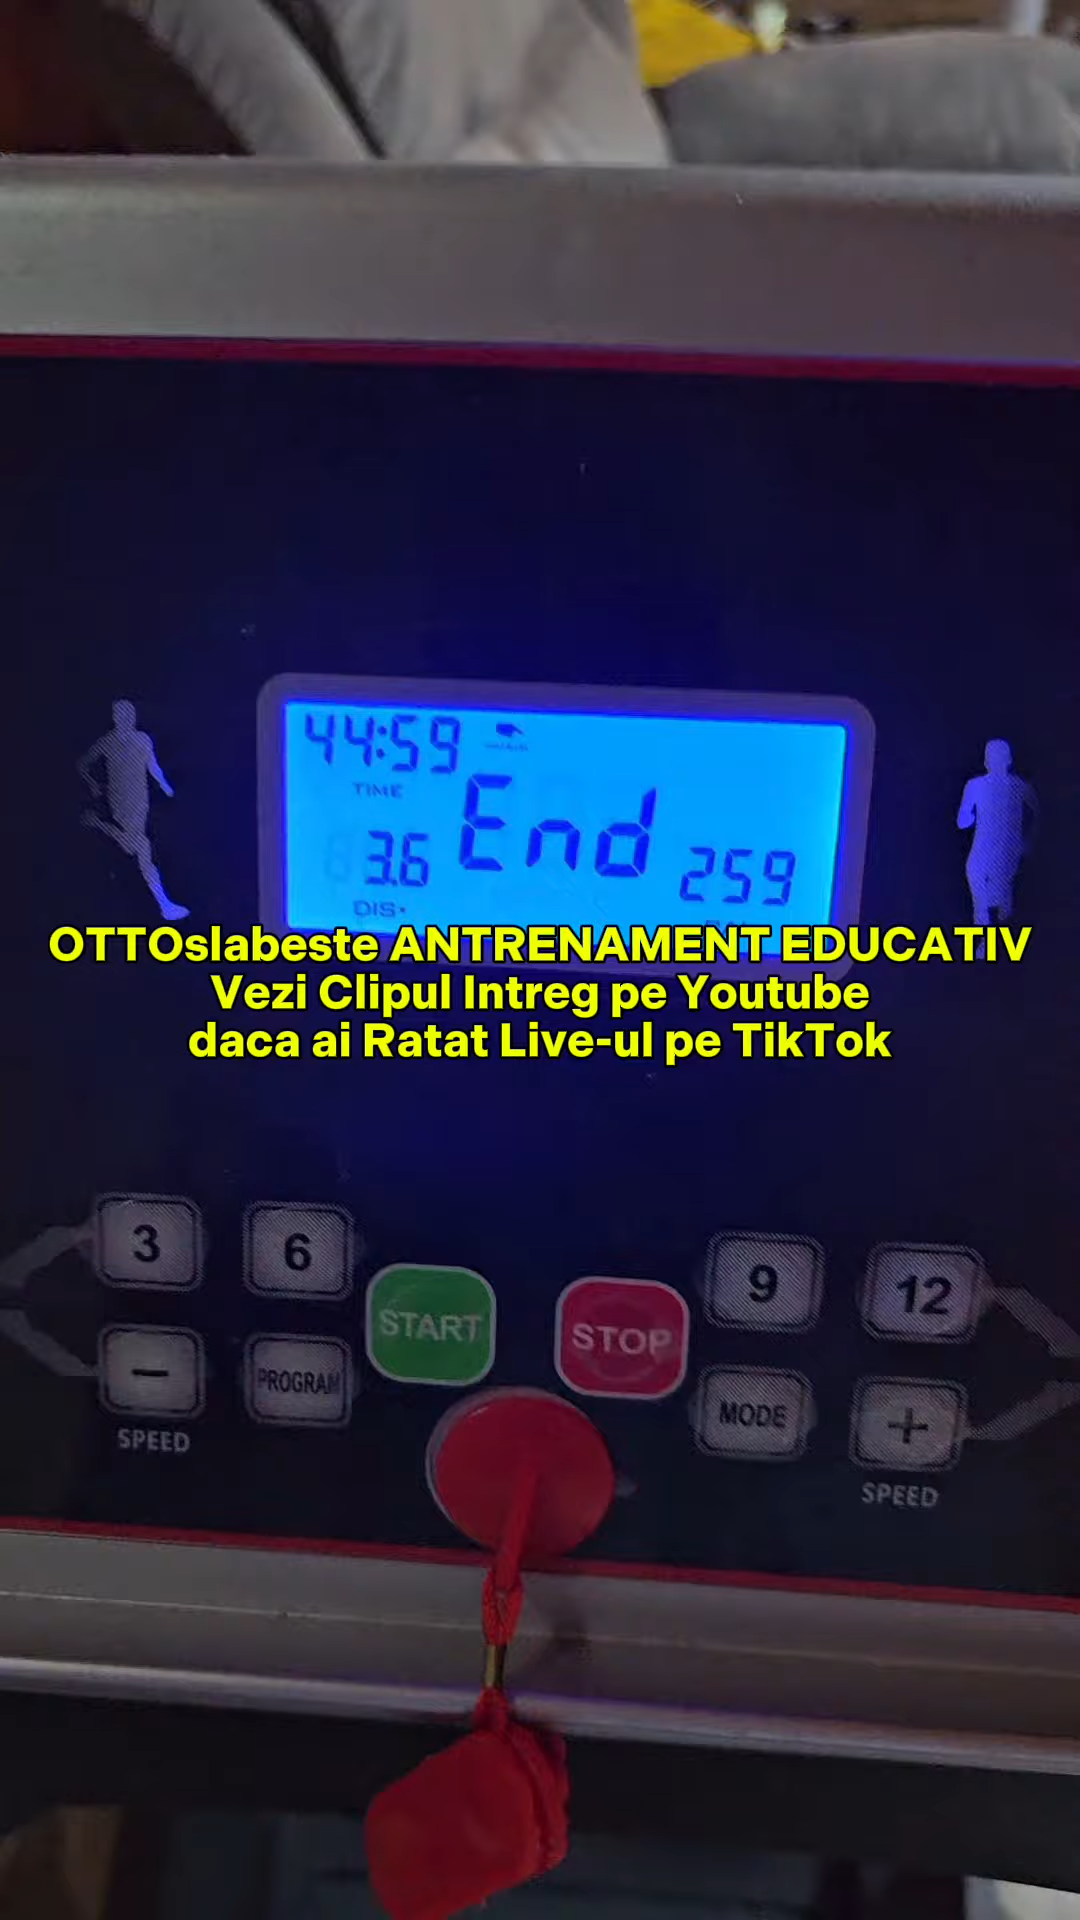 44:59
TIME
End
3.6
259
DIS.
OTTOslabeste ANTRENAMENT EDUCATIV
Vezi Clipul Intreg pe Youtube
daca ai Ratat Live-ul pe TikTok
3
6
START
STOP
9
12
−
PROGRAM
MODE
+
SPEED
SPEED